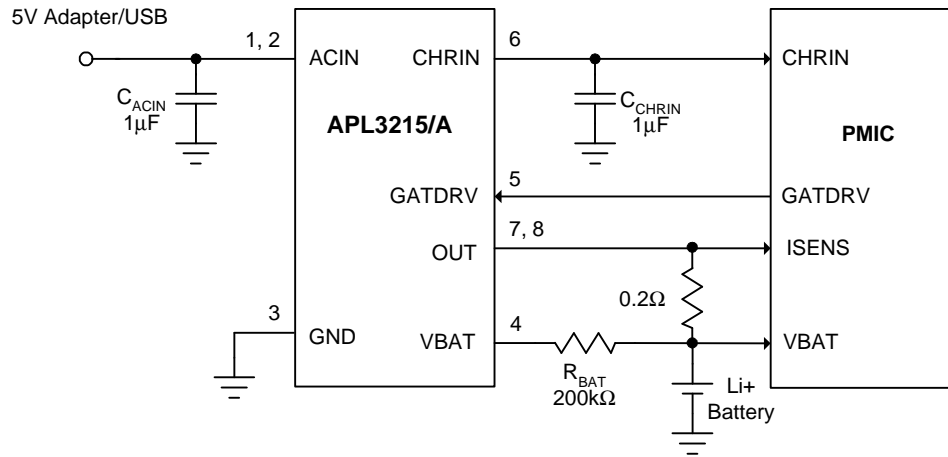 5V Adapter/USB
1, 2
ACIN
CHRIN
6
CHRIN
C_ACIN
1μF
APL3215/A
C_CHRIN
1μF
PMIC
GATDRV
5
GATDRV
7, 8
OUT
ISENS
0.2Ω
3
GND
VBAT
4
VBAT
R_BAT
200kΩ
Li+
Battery